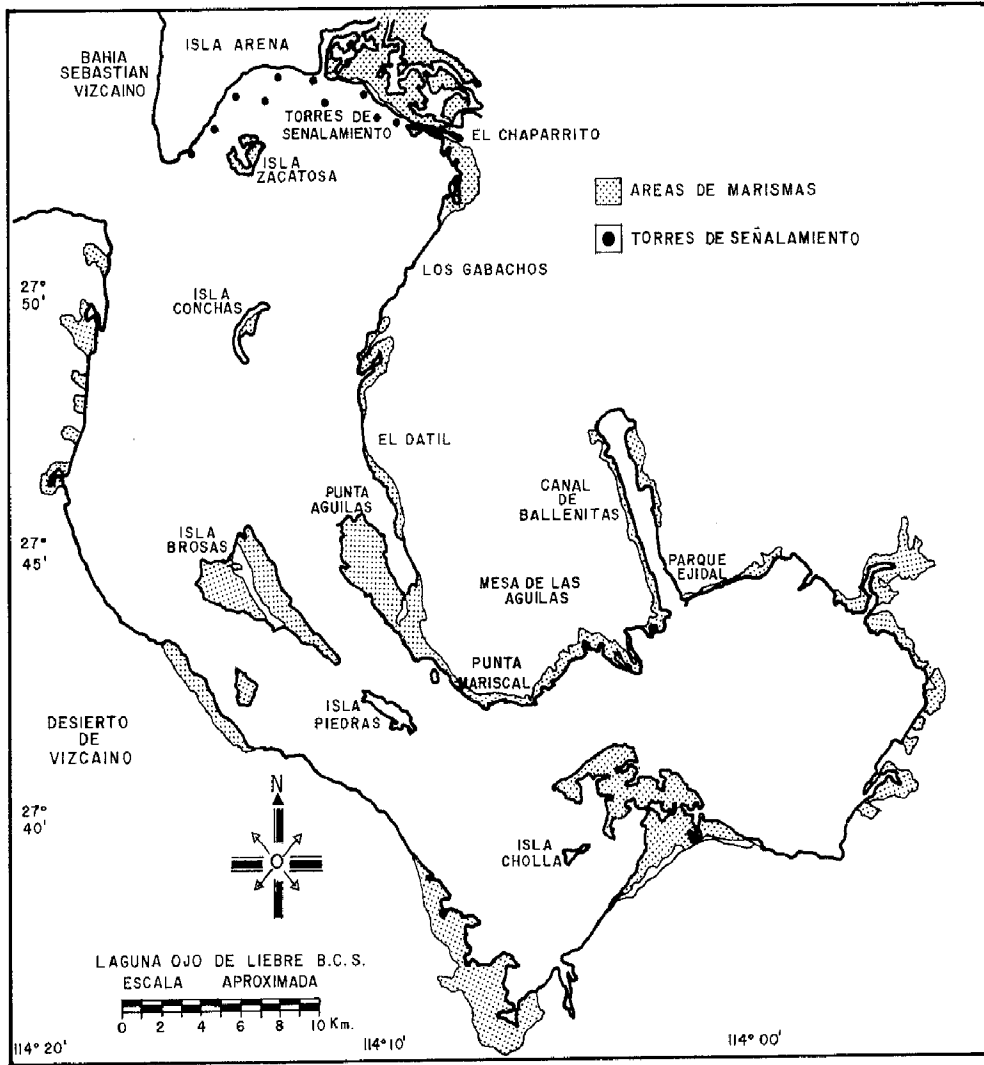 ISLA ARENA
BAHIA
SEBASTIAN
VIZCAINO
TORRES DE
SEÑALAMIENTO
EL CHAPARRITO
ISLA
ZACATOSA
AREAS DE MARISMAS
TORRES DE SEÑALAMIENTO
LOS GABACHOS
27°
50'
ISLA
CONCHAS
EL DATIL
PUNTA
AGUILAS
CANAL
DE
BALLENITAS
ISLA
BROSAS
27°
45'
PARQUE
EJIDAL
MESA DE LAS
AGUILAS
PUNTA
MARISCAL
ISLA
PIEDRAS
DESIERTO
DE
VIZCAINO
N
27°
40'
ISLA
CHOLLA
LAGUNA OJO DE LIEBRE B.C.S.
ESCALA APROXIMADA
0 2 4 6 8 10 Km.
114° 20' 114° 10' 114° 00'